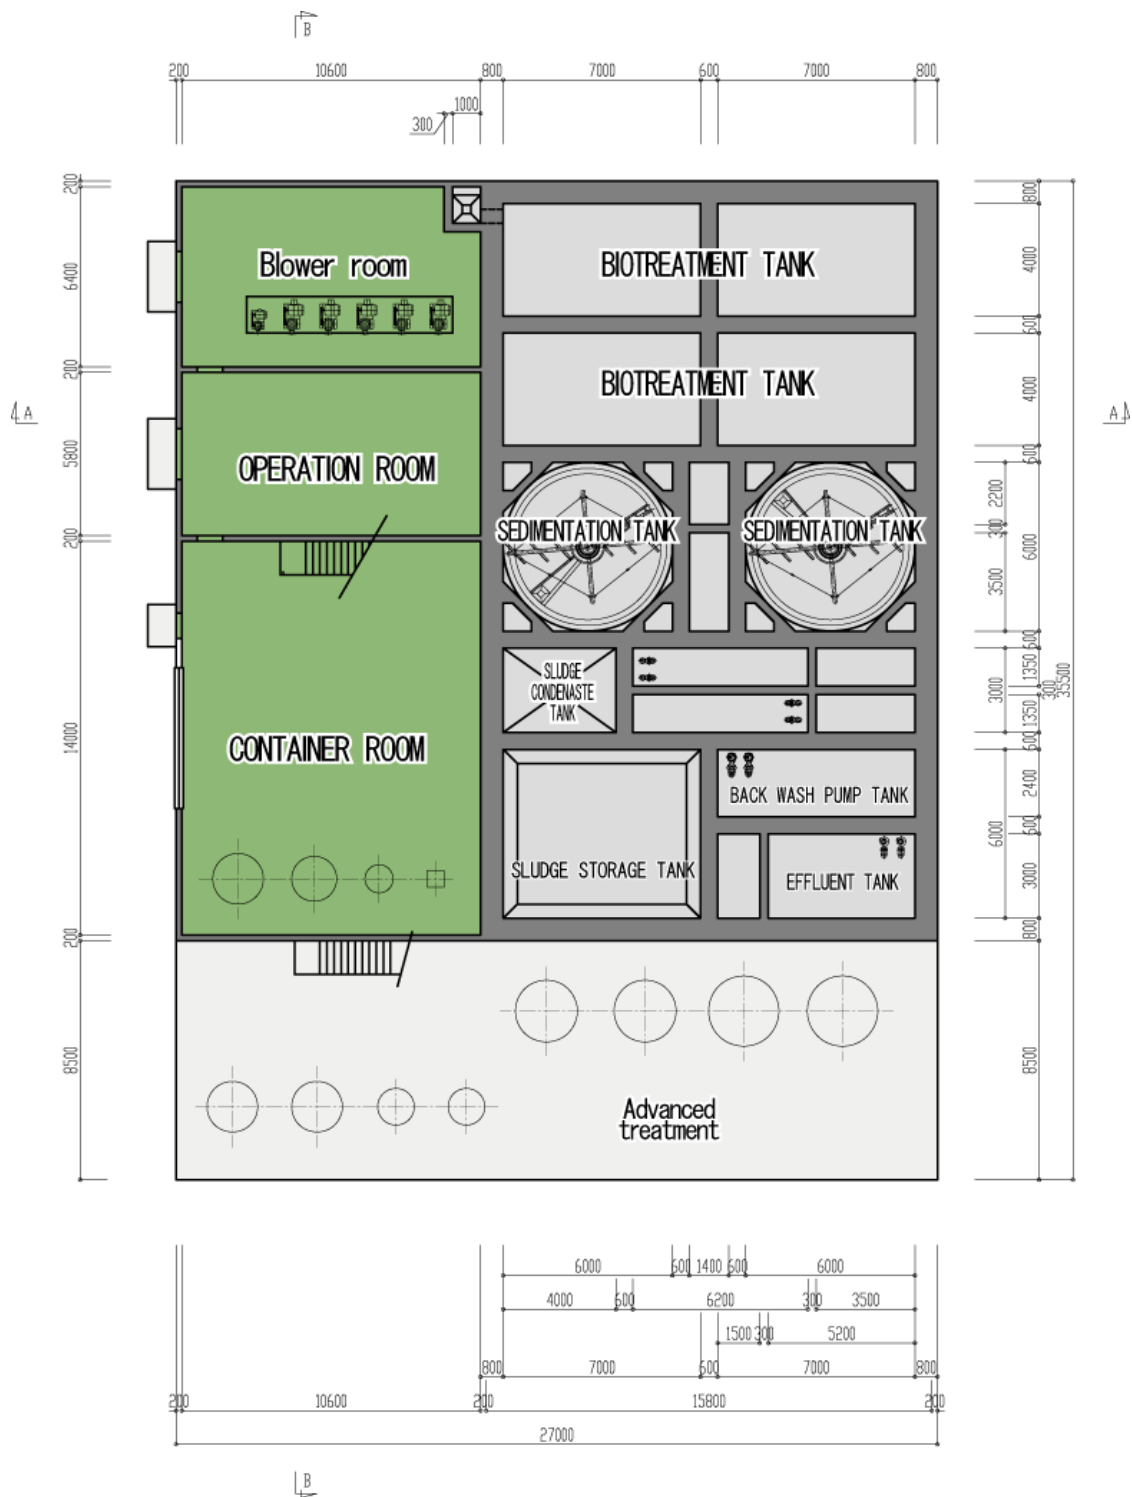 B
200 10600 800 7000 600 7000 800
300 1000
200
6400
200
5800
200
14000
200
8500
Blower room
OPERATION ROOM
CONTAINER ROOM
BIOTREATMENT TANK
BIOTREATMENT TANK
SEDIMENTATION TANK
SEDIMENTATION TANK
SLUDGE
CONDENASTE
TANK
BACK WASH PUMP TANK
SLUDGE STORAGE TANK
EFFLUENT TANK
Advanced
treatment
A
A
800
4000
600
4000
600
2200
300
3500
6000
600
1350
300
1350
3000
600
2400
600
3000
6000
800
8500
35500
6000 600 1400 600 6000
4000 600 6200 300 3500
1500 300 5200
800 7000 600 7000 800
200 10600 200 15800 200
27000
B